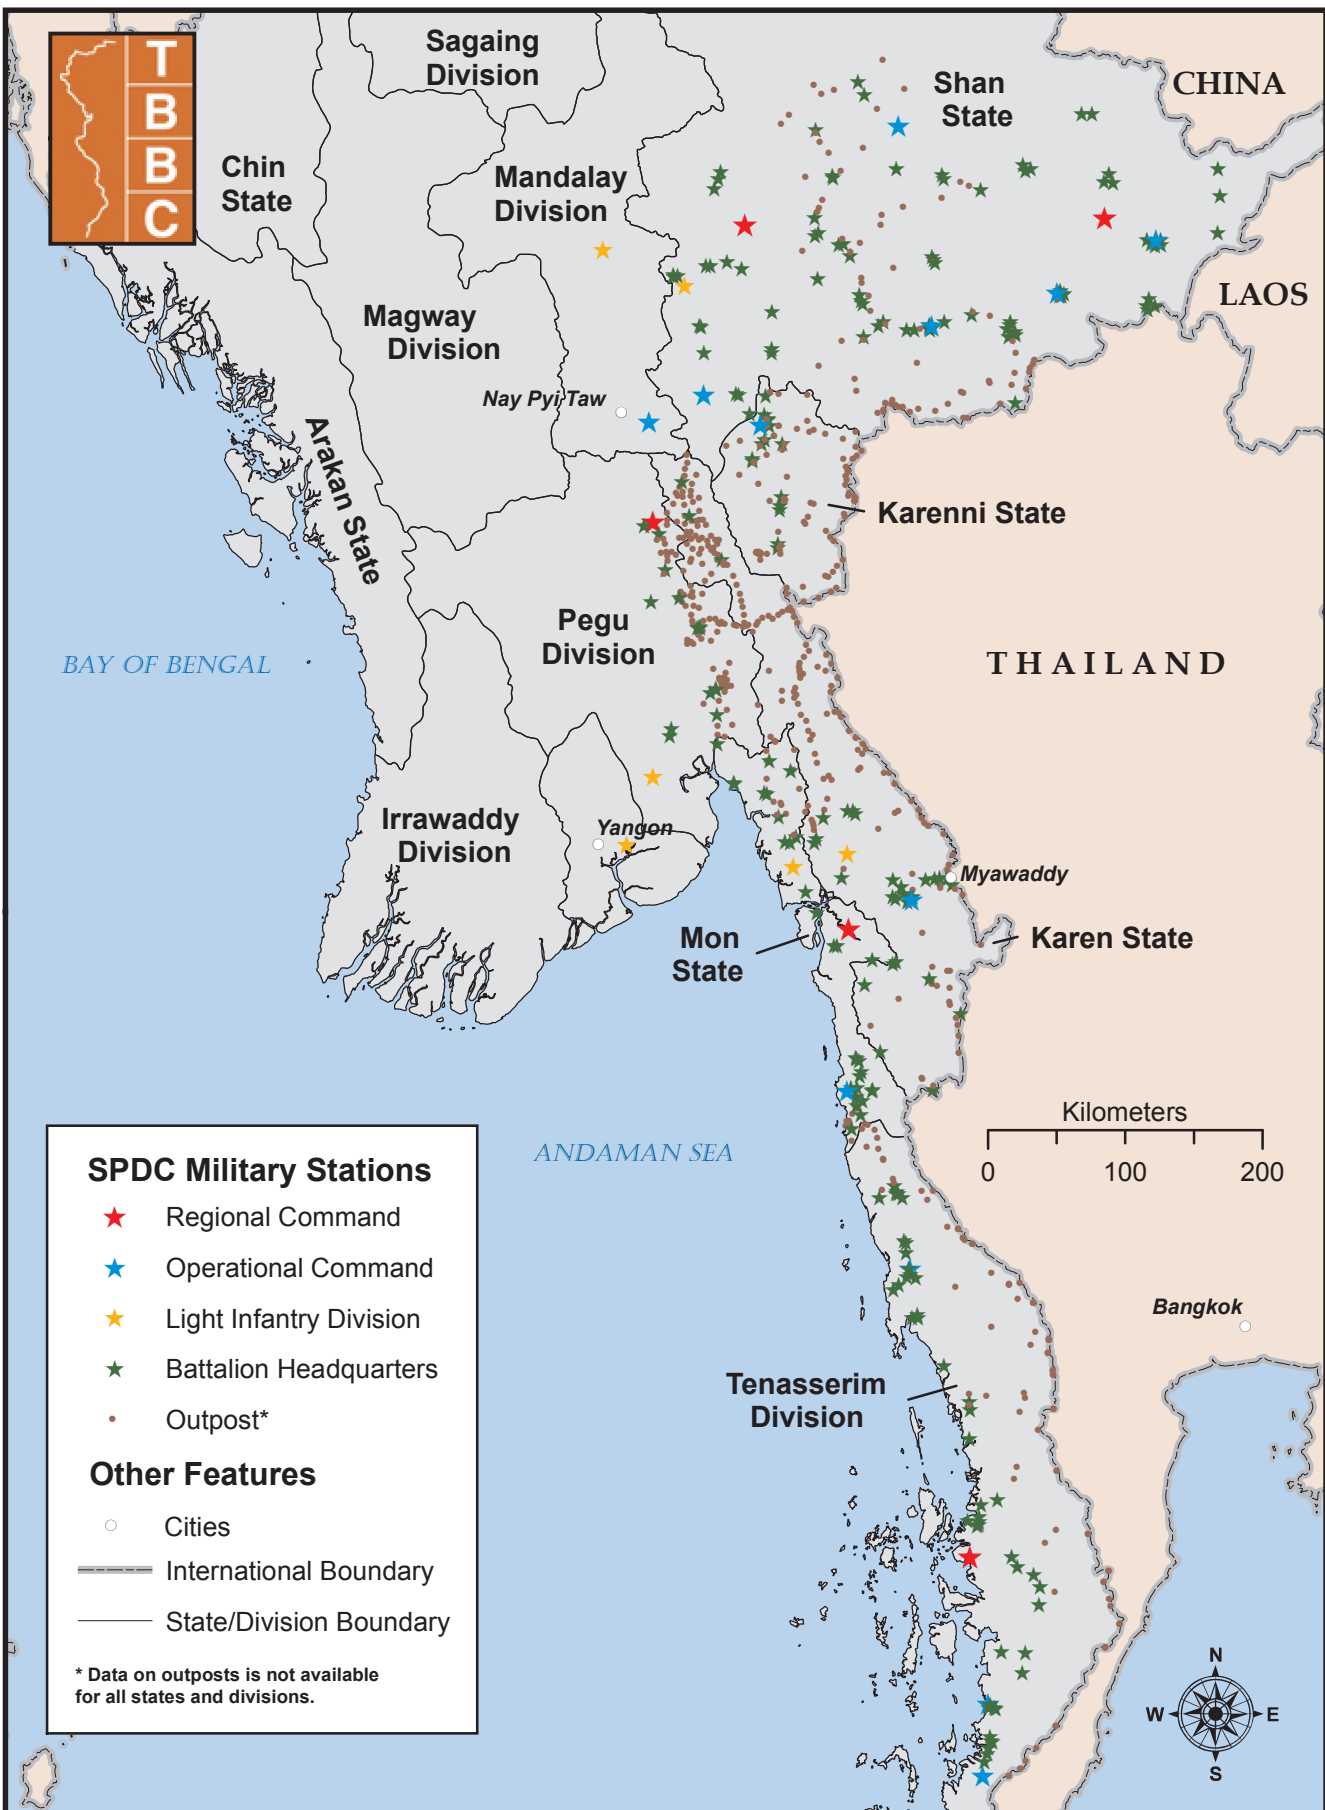 T
B
B
C
Sagaing
Division
Shan
State
CHINA
Chin
State
Mandalay
Division
LAOS
Magway
Division
Nay Pyi Taw
Arakan State
Karenni State
Pegu
Division
BAY OF BENGAL
THAILAND
Irrawaddy
Division
Yangon
Myawaddy
Mon
State
Karen State
Kilometers
0 100 200
ANDAMAN SEA
SPDC Military Stations
Regional Command
Operational Command
Light Infantry Division
Battalion Headquarters
Outpost*
Other Features
Cities
International Boundary
State/Division Boundary
* Data on outposts is not available
for all states and divisions.
Bangkok
Tenasserim
Division
N
W E
S